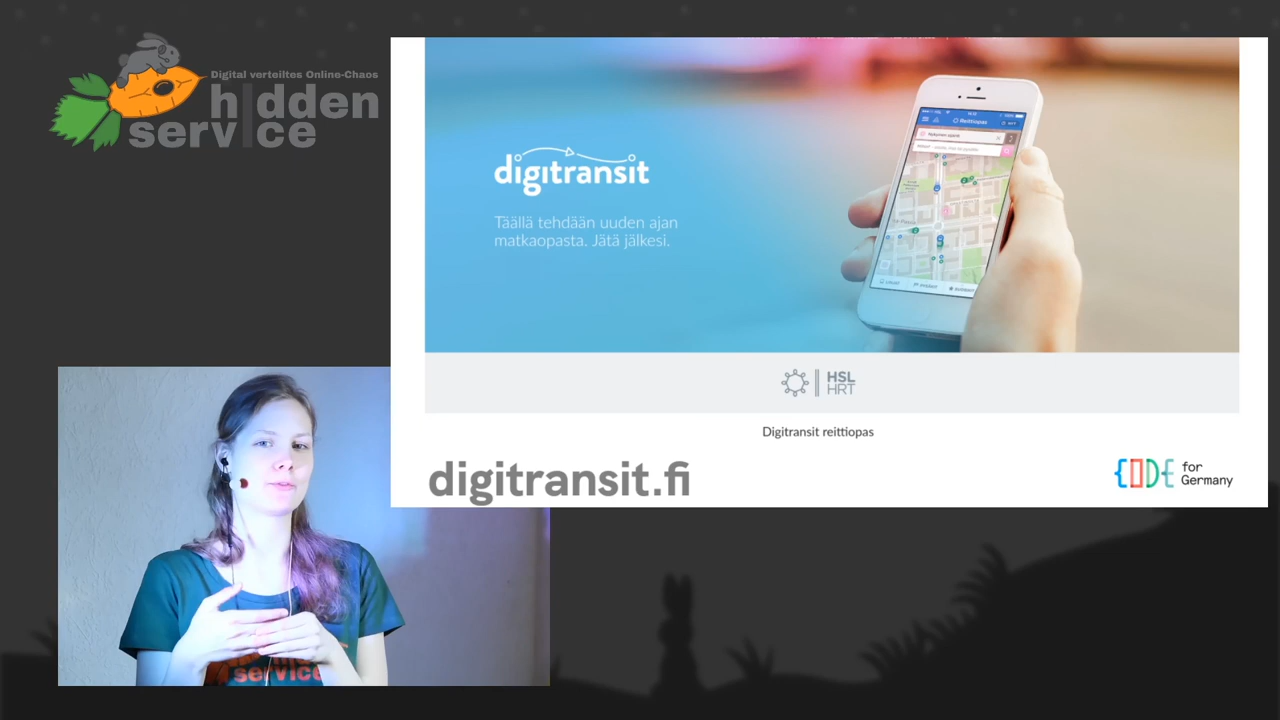 Digital verteiltes Online-Chaos
hidden
service
digitransit
Täällä tehdään uuden ajan
matkaopasta. Jätä jälkesi.
Reittiopas
HSL
HRT
Digitransit reittiopas
digitransit.fi
CODE for
Germany
service